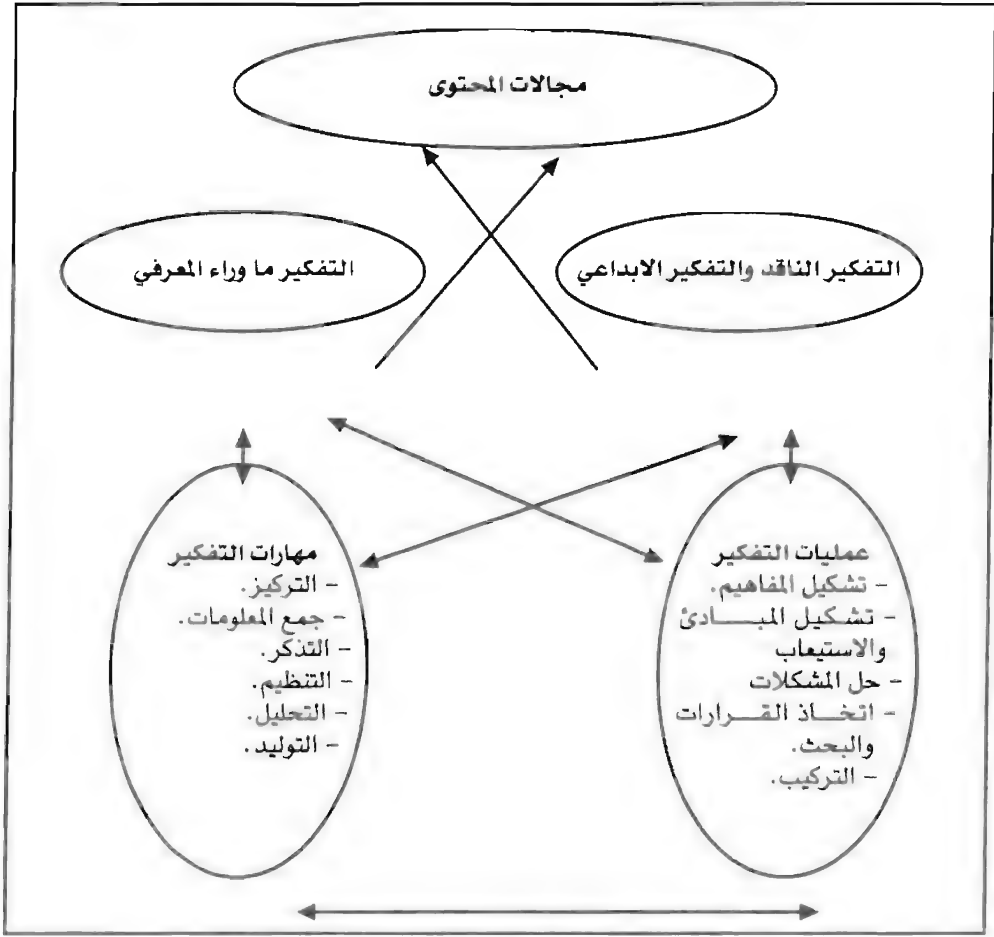 مجالات المحتوى
التفكير الناقد والتفكير الابداعي
التفكير ما وراء المعرفي
عمليات التفكير
– تشكيل المفاهيم.
– تشكيل المبادئ
والاستيعاب
– حل المشكلات
– اتخاذ القرارات
والبحث.
– التركيب.
مهارات التفكير
– التركيز.
– جمع المعلومات.
– التذكر.
– التنظيم.
– التحليل.
– التوليد.